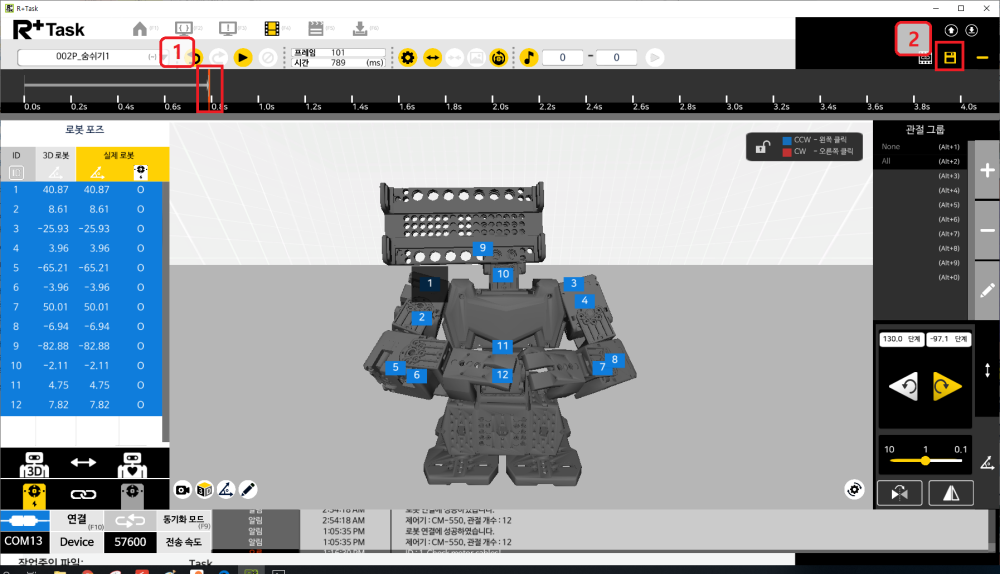 R+Task
R+Task
(F1) { } (F2) (F3) (F4) (F5) (F6)
1
2
002P_숨쉬기1 (-)
프레임 101
시간 789 (ms)
0 - 0
0.0s 0.2s 0.4s 0.6s 0.8s 1.0s 1.2s 1.4s 1.6s 1.8s 2.0s 2.2s 2.4s 2.6s 2.8s 3.0s 3.2s 3.4s 3.6s 3.8s 4.0s
로봇 포즈
ID 3D 로봇 실제 로봇
1 40.87 40.87 O
2 8.61 8.61 O
3 -25.93 -25.93 O
4 3.96 3.96 O
5 -65.21 -65.21 O
6 -3.96 -3.96 O
7 50.01 50.01 O
8 -6.94 -6.94 O
9 -82.88 -82.88 O
10 -2.11 -2.11 O
11 4.75 4.75 O
12 7.82 7.82 O
3D
CCW - 왼쪽 클릭
CW - 오른쪽 클릭
9
10
1
3
4
2
11
5
6
12
7
8
3D
관절 그룹
None (Alt+1)
All (Alt+2)
(Alt+3)
(Alt+4)
(Alt+5)
(Alt+6)
(Alt+7)
(Alt+8)
(Alt+9)
(Alt+0)
130.0 단계 -97.1 단계
10 1 0.1
연결 (F10)
동기화 모드 (F9)
COM13 Device 57600 전송 속도
알림 2:54:18 AM 로봇 연결에 성공하였습니다.
알림 2:54:18 AM 제어기 : CM-550, 관절 개수 : 12
알림 1:05:35 PM 로봇 연결에 성공하였습니다.
알림 1:05:35 PM 제어기 : CM-550, 관절 개수 : 12
작업중인 파일: Task